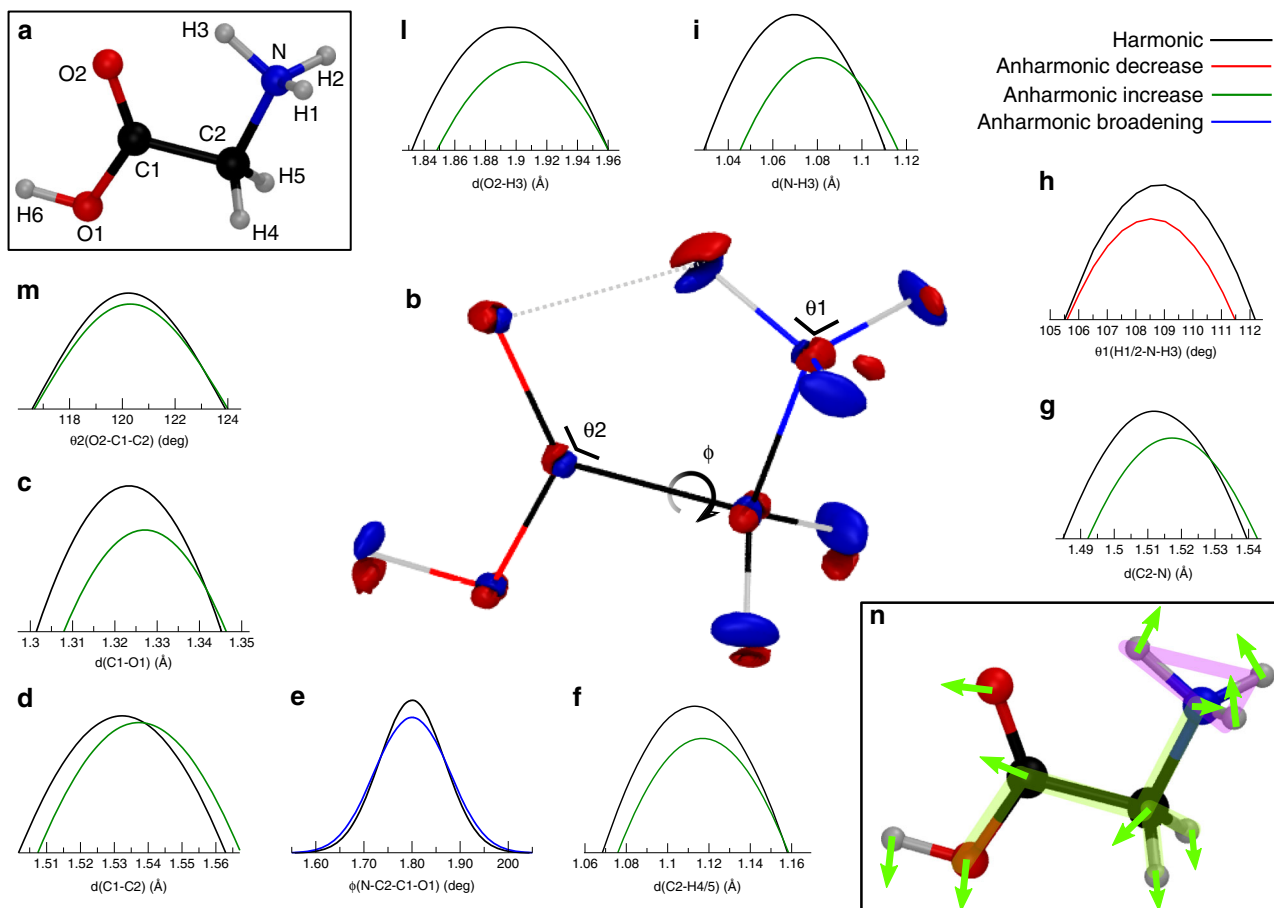 a
H3
N
O2
H2
H1
C2
C1
H5
H6
O1
H4
l
1.84
1.86
1.88
1.9
1.92
1.94
1.96
d(O2-H3) (Å)
i
1.04
1.06
1.08
1.10
1.12
d(N-H3) (Å)
Harmonic
Anharmonic decrease
Anharmonic increase
Anharmonic broadening
h
105
106
107
108
109
110
111
112
θ1(H1/2-N-H3) (deg)
m
118
120
122
124
θ2(O2-C1-C2) (deg)
b
θ1
θ2
ϕ
g
1.49
1.5
1.51
1.52
1.53
1.54
d(C2-N) (Å)
c
1.3
1.31
1.32
1.33
1.34
1.35
d(C1-O1) (Å)
d
1.51
1.52
1.53
1.54
1.55
1.56
d(C1-C2) (Å)
e
1.60
1.70
1.80
1.90
200
ϕ(N-C2-C1-O1) (deg)
f
1.06
1.08
1.10
1.12
1.14
1.16
d(C2-H4/5) (Å)
n